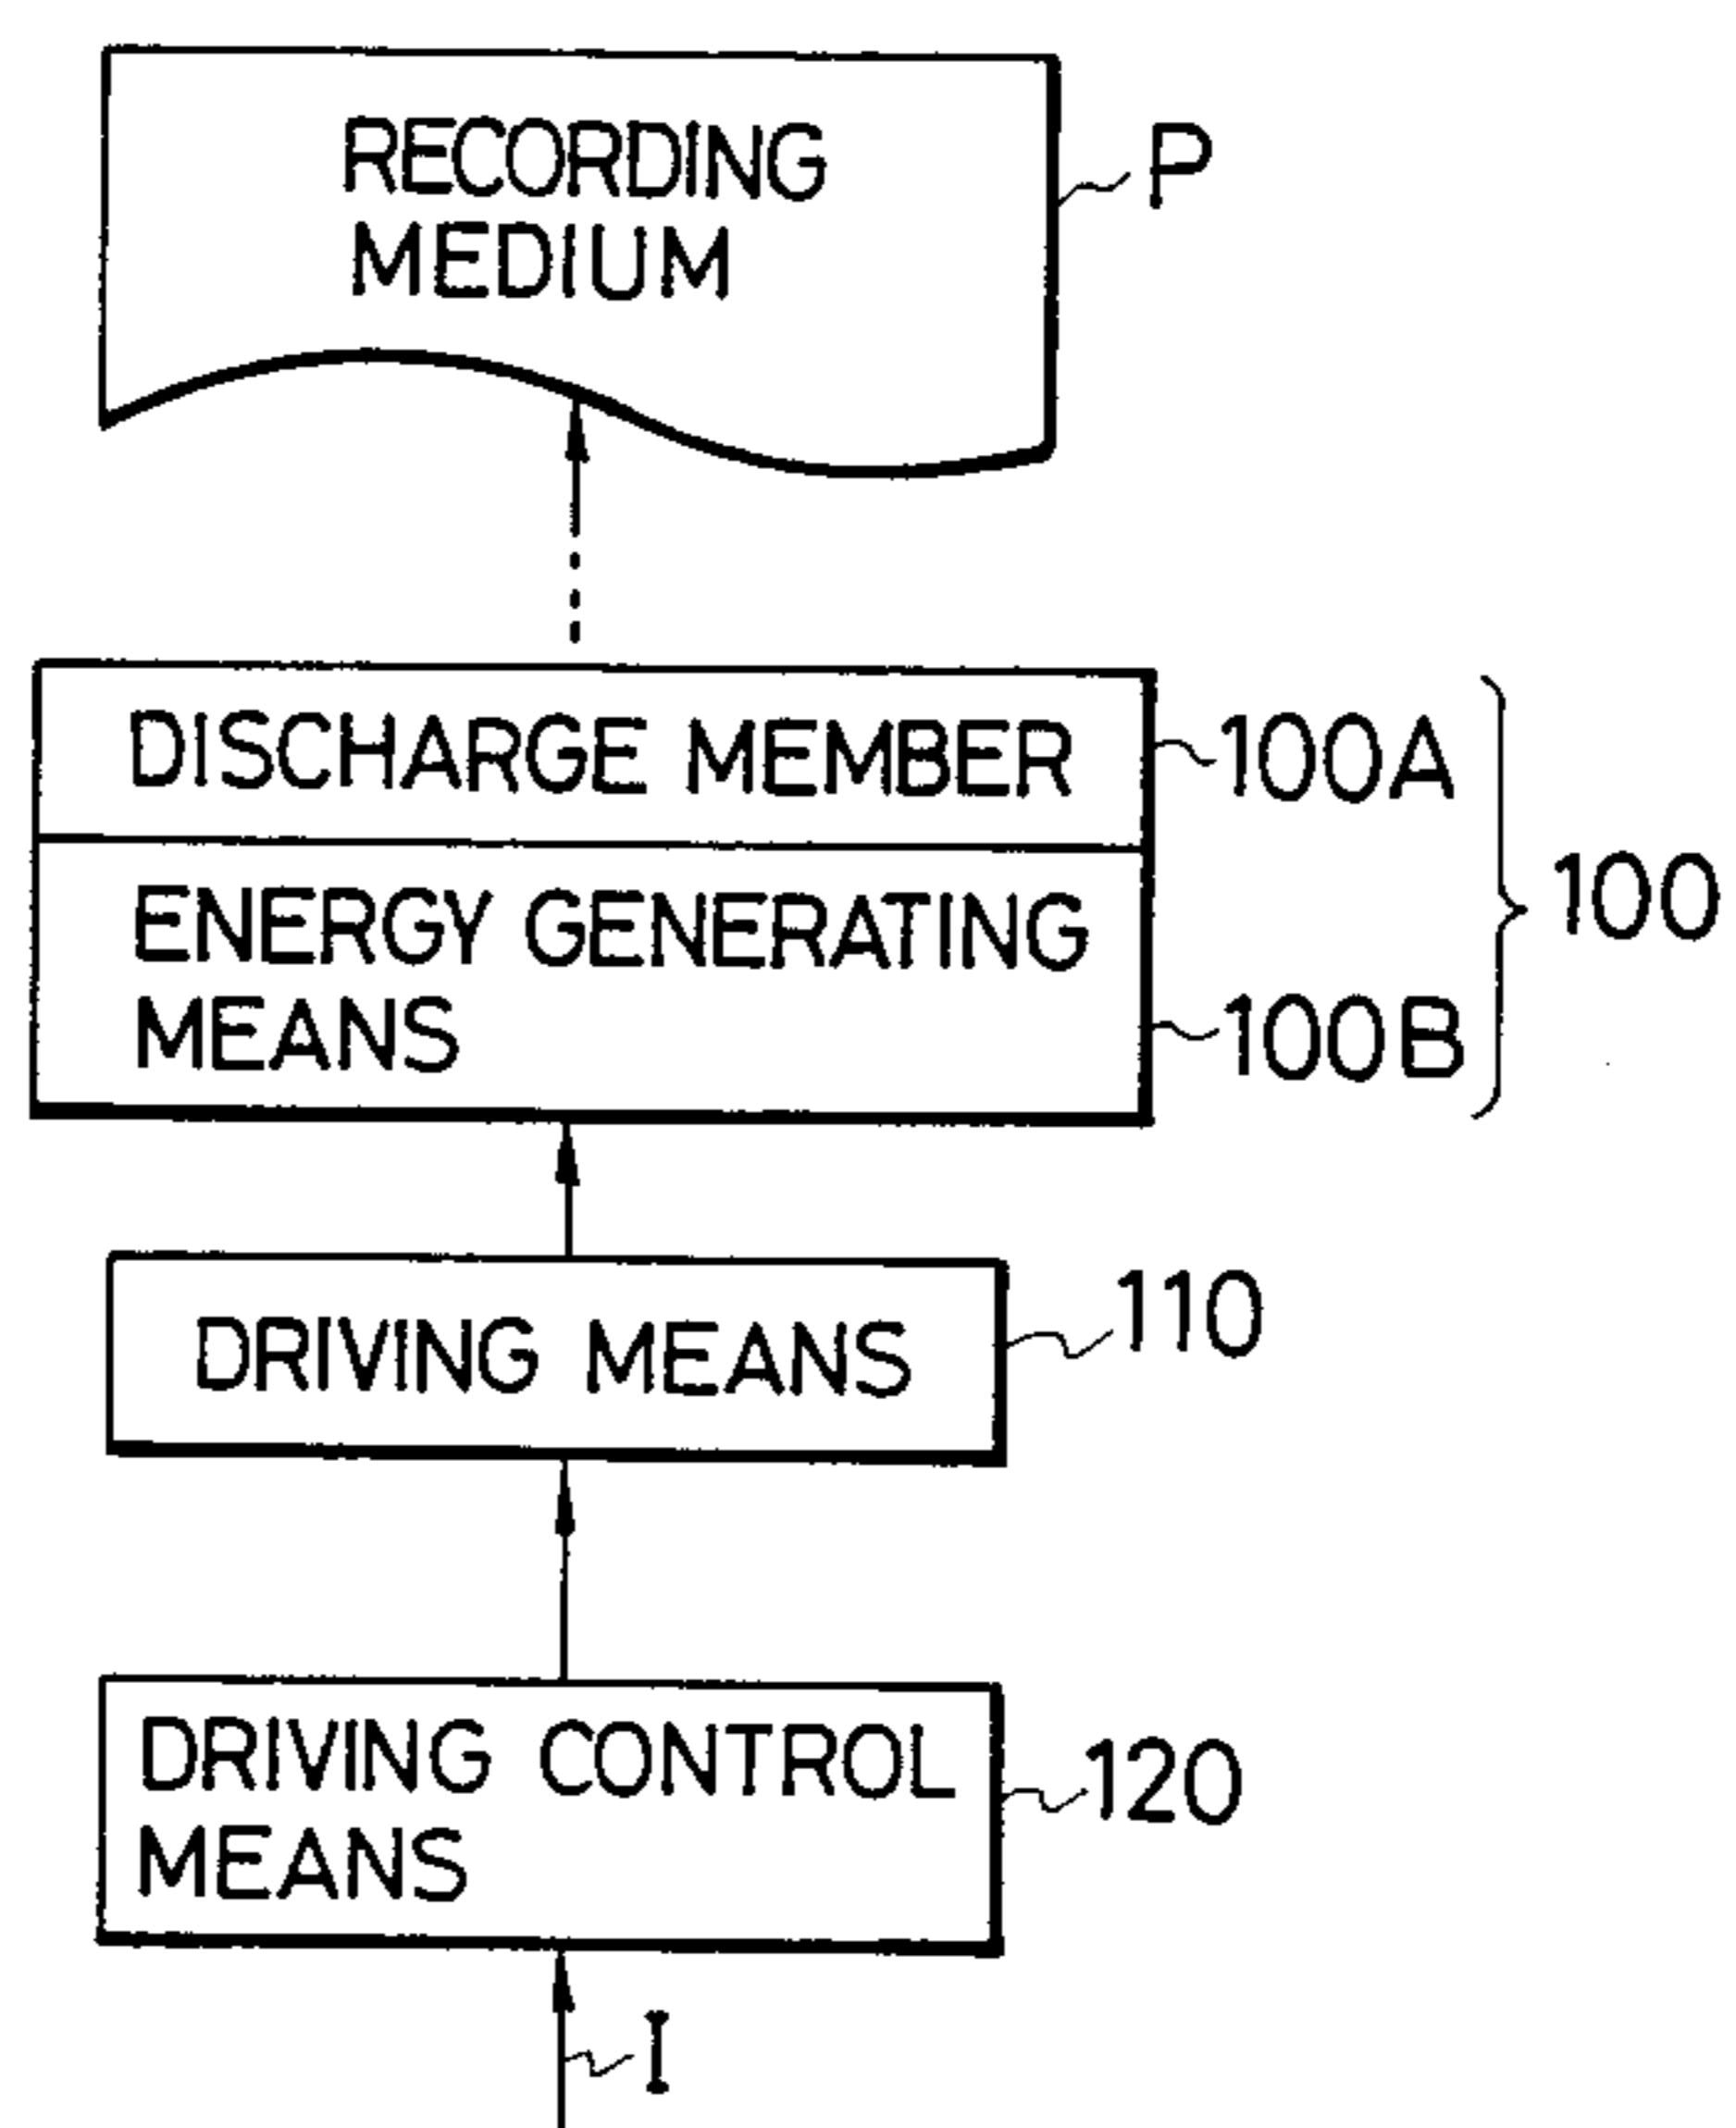 RECORDING
MEDIUM
P
DISCHARGE MEMBER
100A
ENERGY GENERATING
MEANS
100B
100
DRIVING MEANS
110
DRIVING CONTROL
MEANS
120
I